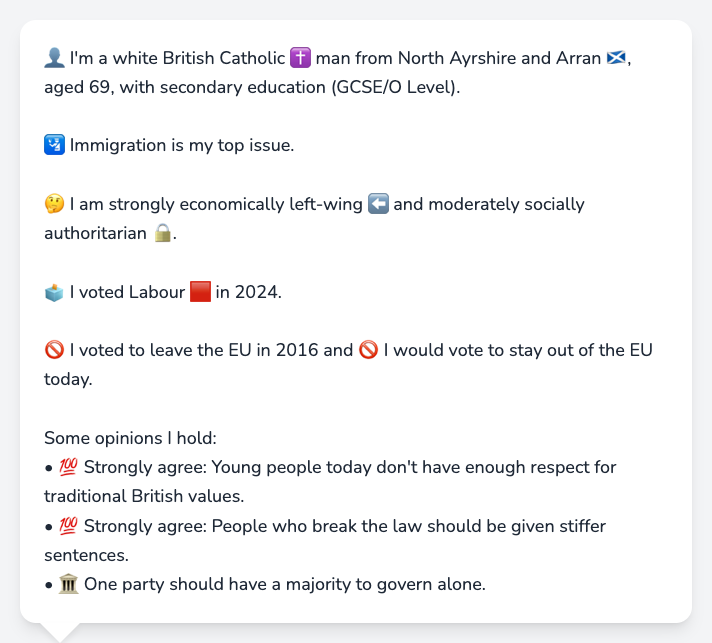 👤 I'm a white British Catholic ✝️ man from North Ayrshire and Arran 🏴󠁧󠁢󠁳󠁣󠁴󠁿,
aged 69, with secondary education (GCSE/O Level).
🛂 Immigration is my top issue.
🤔 I am strongly economically left-wing ⬅️ and moderately socially
authoritarian 🔒.
🗳️ I voted Labour 🟥 in 2024.
🚫 I voted to leave the EU in 2016 and 🚫 I would vote to stay out of the EU
today.
Some opinions I hold:
• 💯 Strongly agree: Young people today don't have enough respect for
traditional British values.
• 💯 Strongly agree: People who break the law should be given stiffer
sentences.
• 🏛️ One party should have a majority to govern alone.